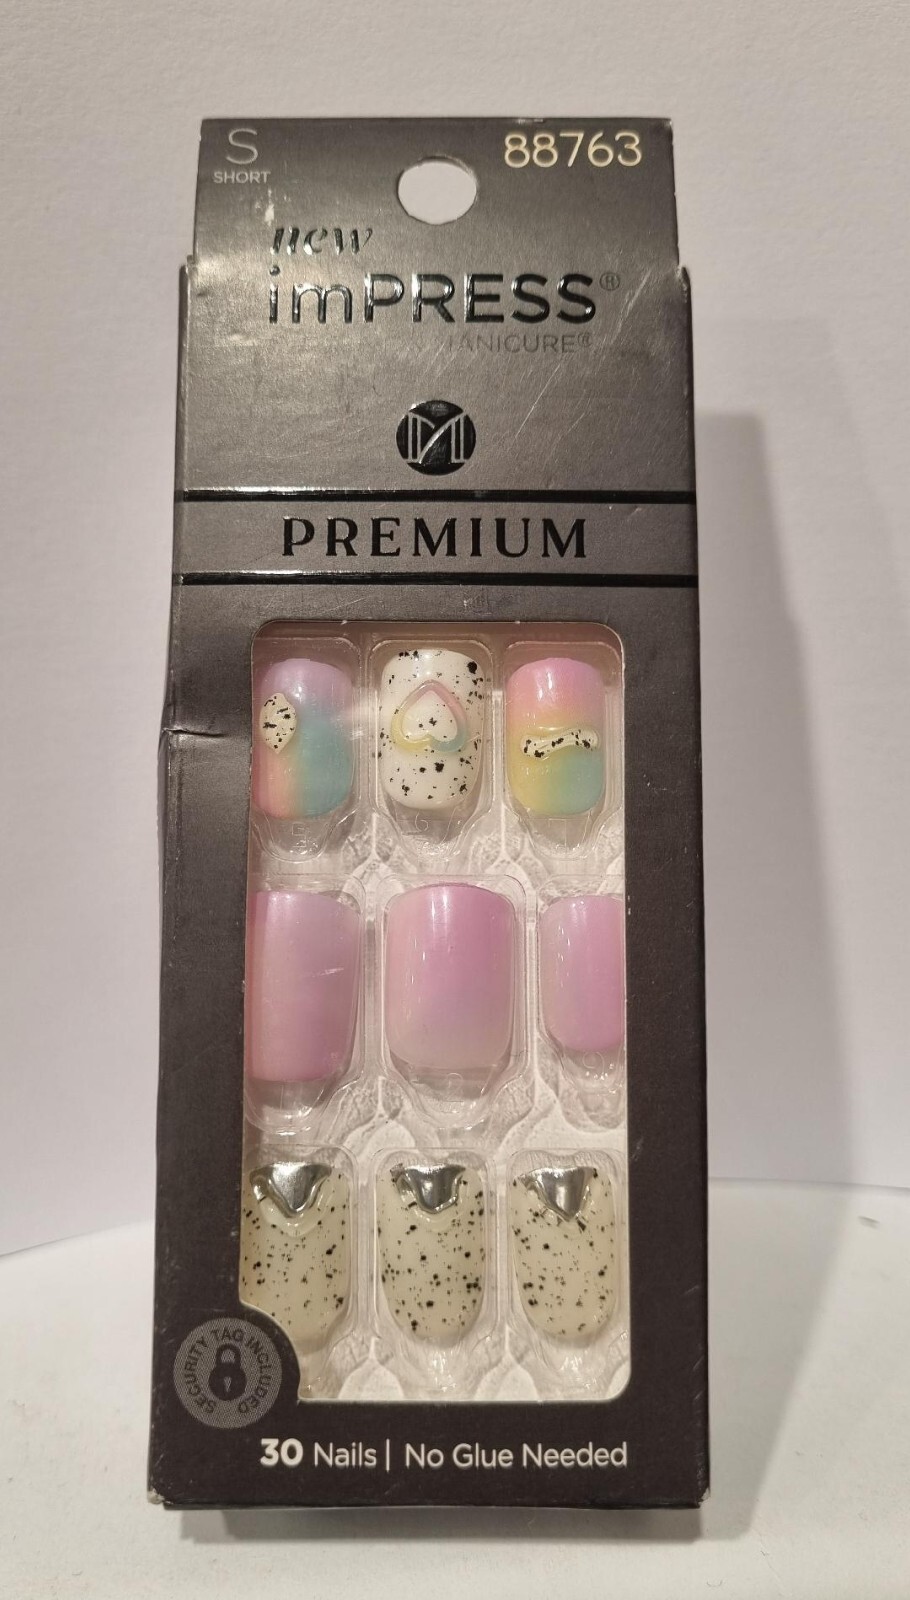 S
SHORT
88763
new
imPRESS®
PREMIUM
SECURITY TAG INCLUDED
30 Nails | No Glue Needed